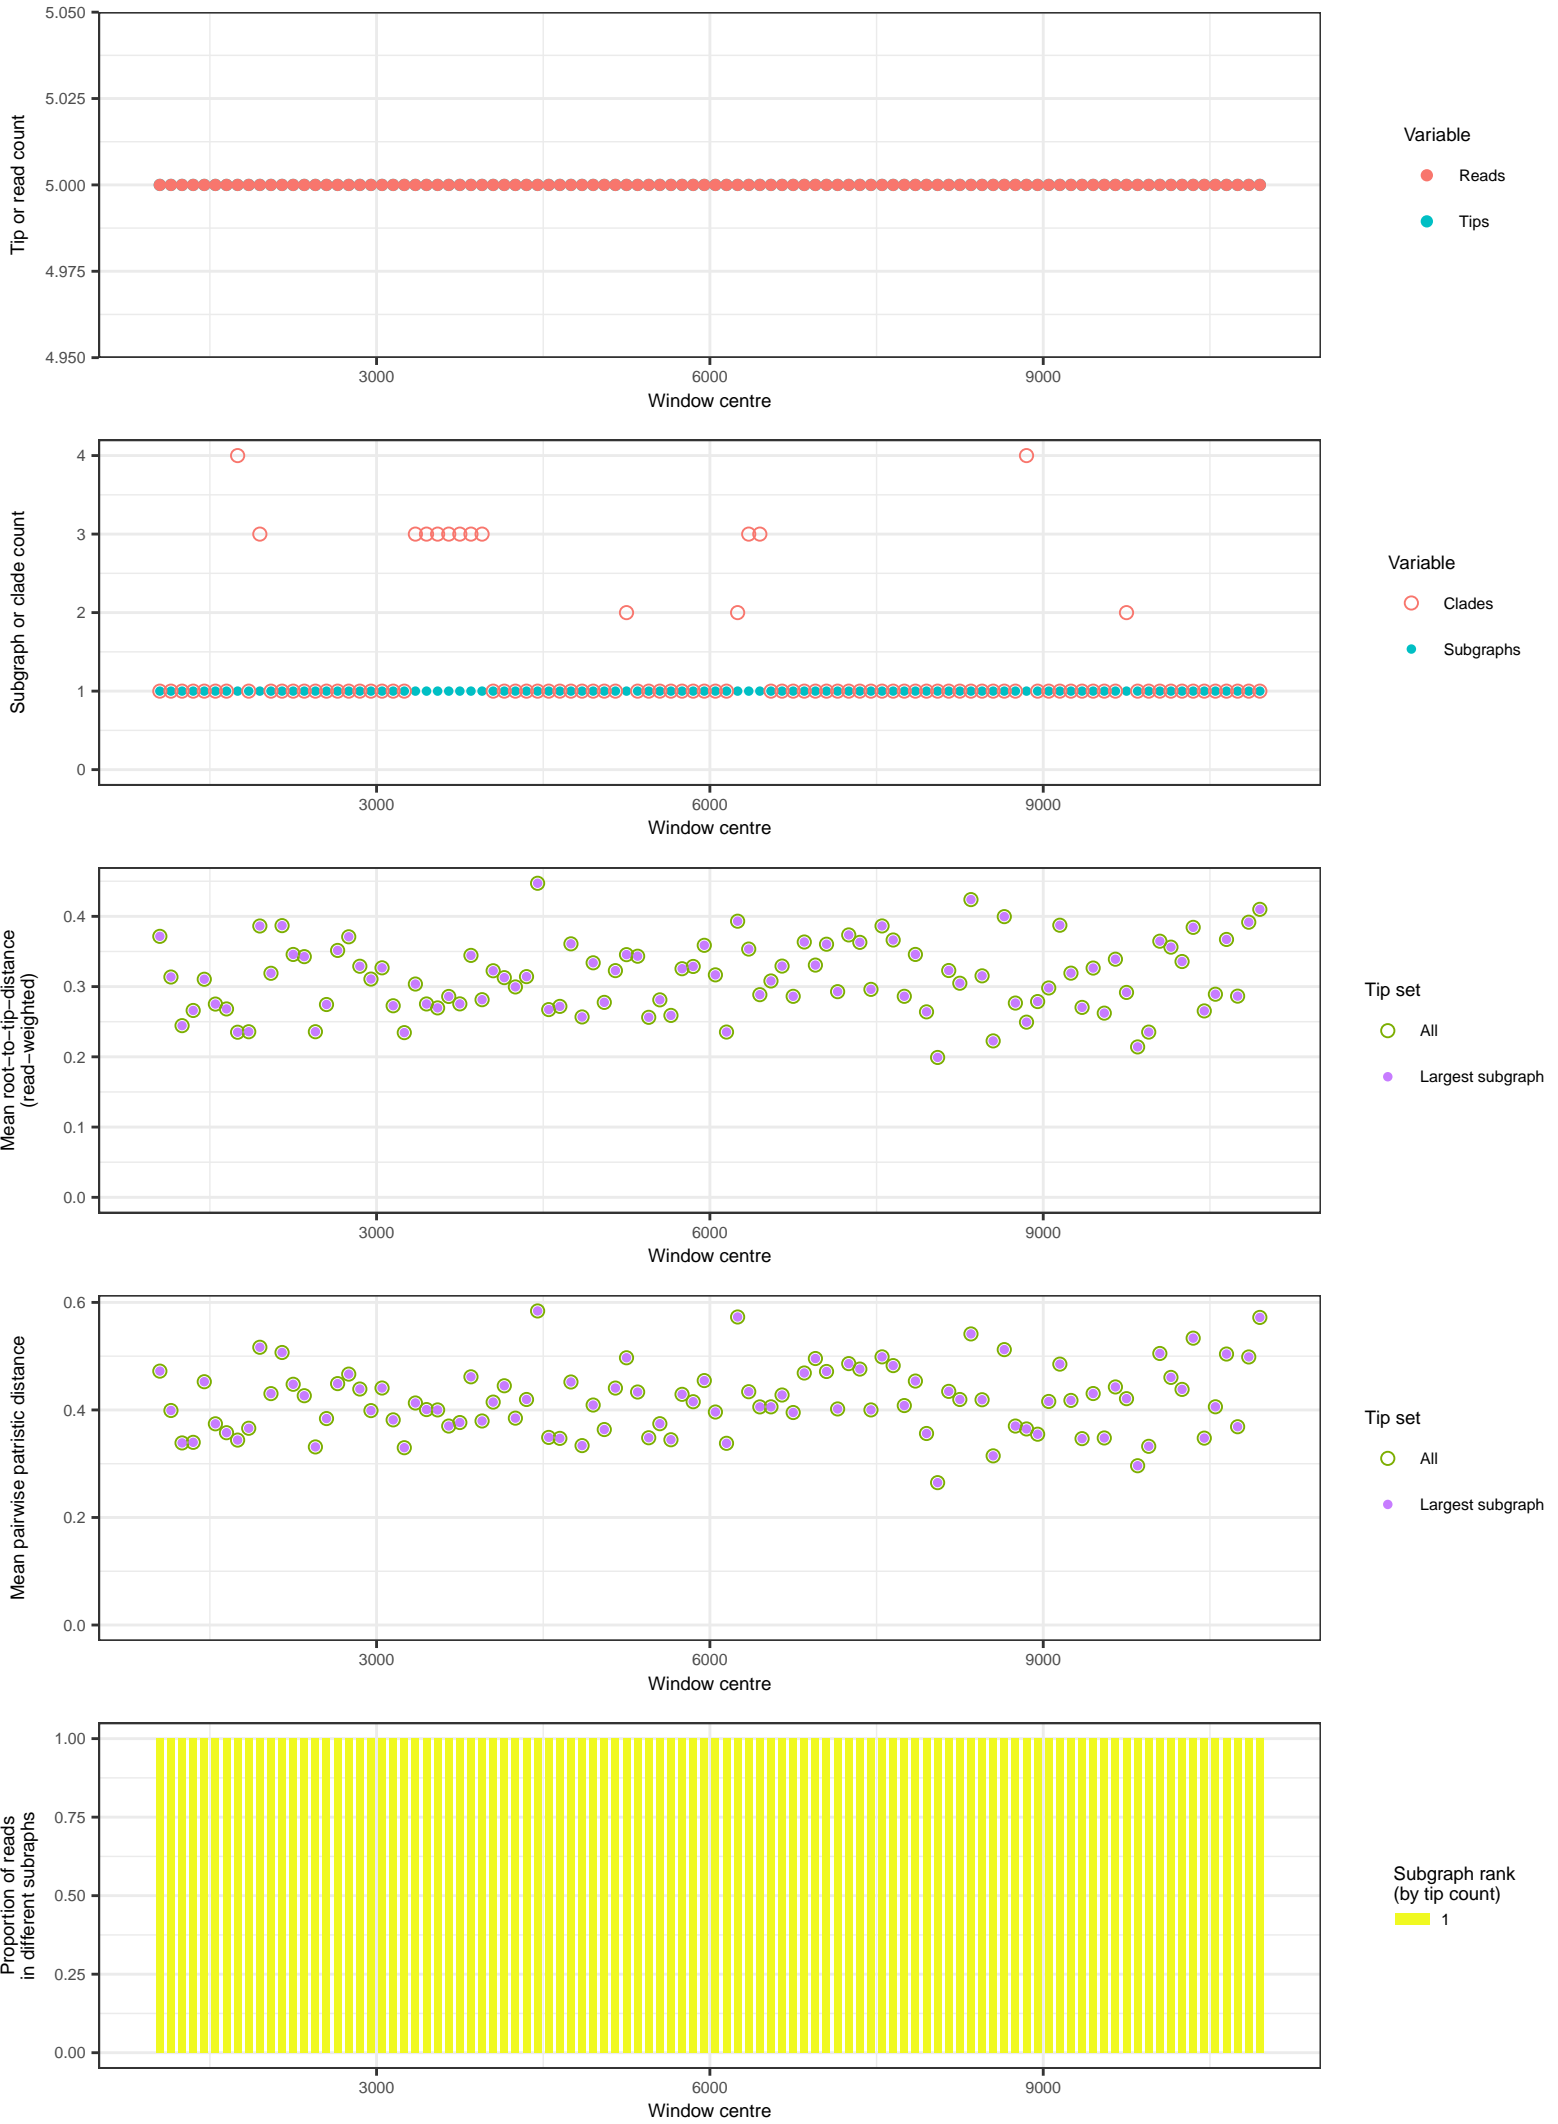 5.050
5.025
5.000
4.975
4.950
Tip or read count
3000 6000 9000
Window centre
Variable
Reads
Tips
4
3
2
1
0
Subgraph or clade count
3000 6000 9000
Window centre
Variable
Clades
Subgraphs
0.4
0.3
0.2
0.1
0.0
Mean root−to−tip−distance
(read−weighted)
3000 6000 9000
Window centre
Tip set
All
Largest subgraph
0.6
0.4
0.2
0.0
Mean pairwise patristic distance
3000 6000 9000
Window centre
Tip set
All
Largest subgraph
1.00
0.75
0.50
0.25
0.00
Proportion of reads
in different subraphs
3000 6000 9000
Window centre
Subgraph rank
(by tip count)
1